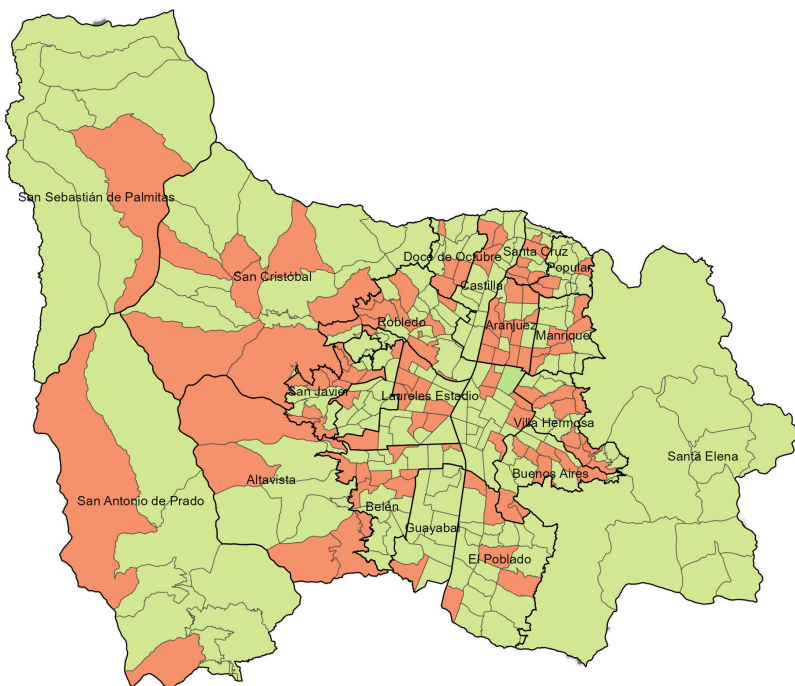 San Sebastián de Palmitas
San Cristóbal
Doce de Octubre
Santa Cruz
Popular
Castilla
Robledo
Aranjuez
Manrique
San Javier
Laureles Estadio
Villa Hermosa
Santa Elena
Buenos Aires
Altavista
San Antonio de Prado
Belén
Guayabal
El Poblado